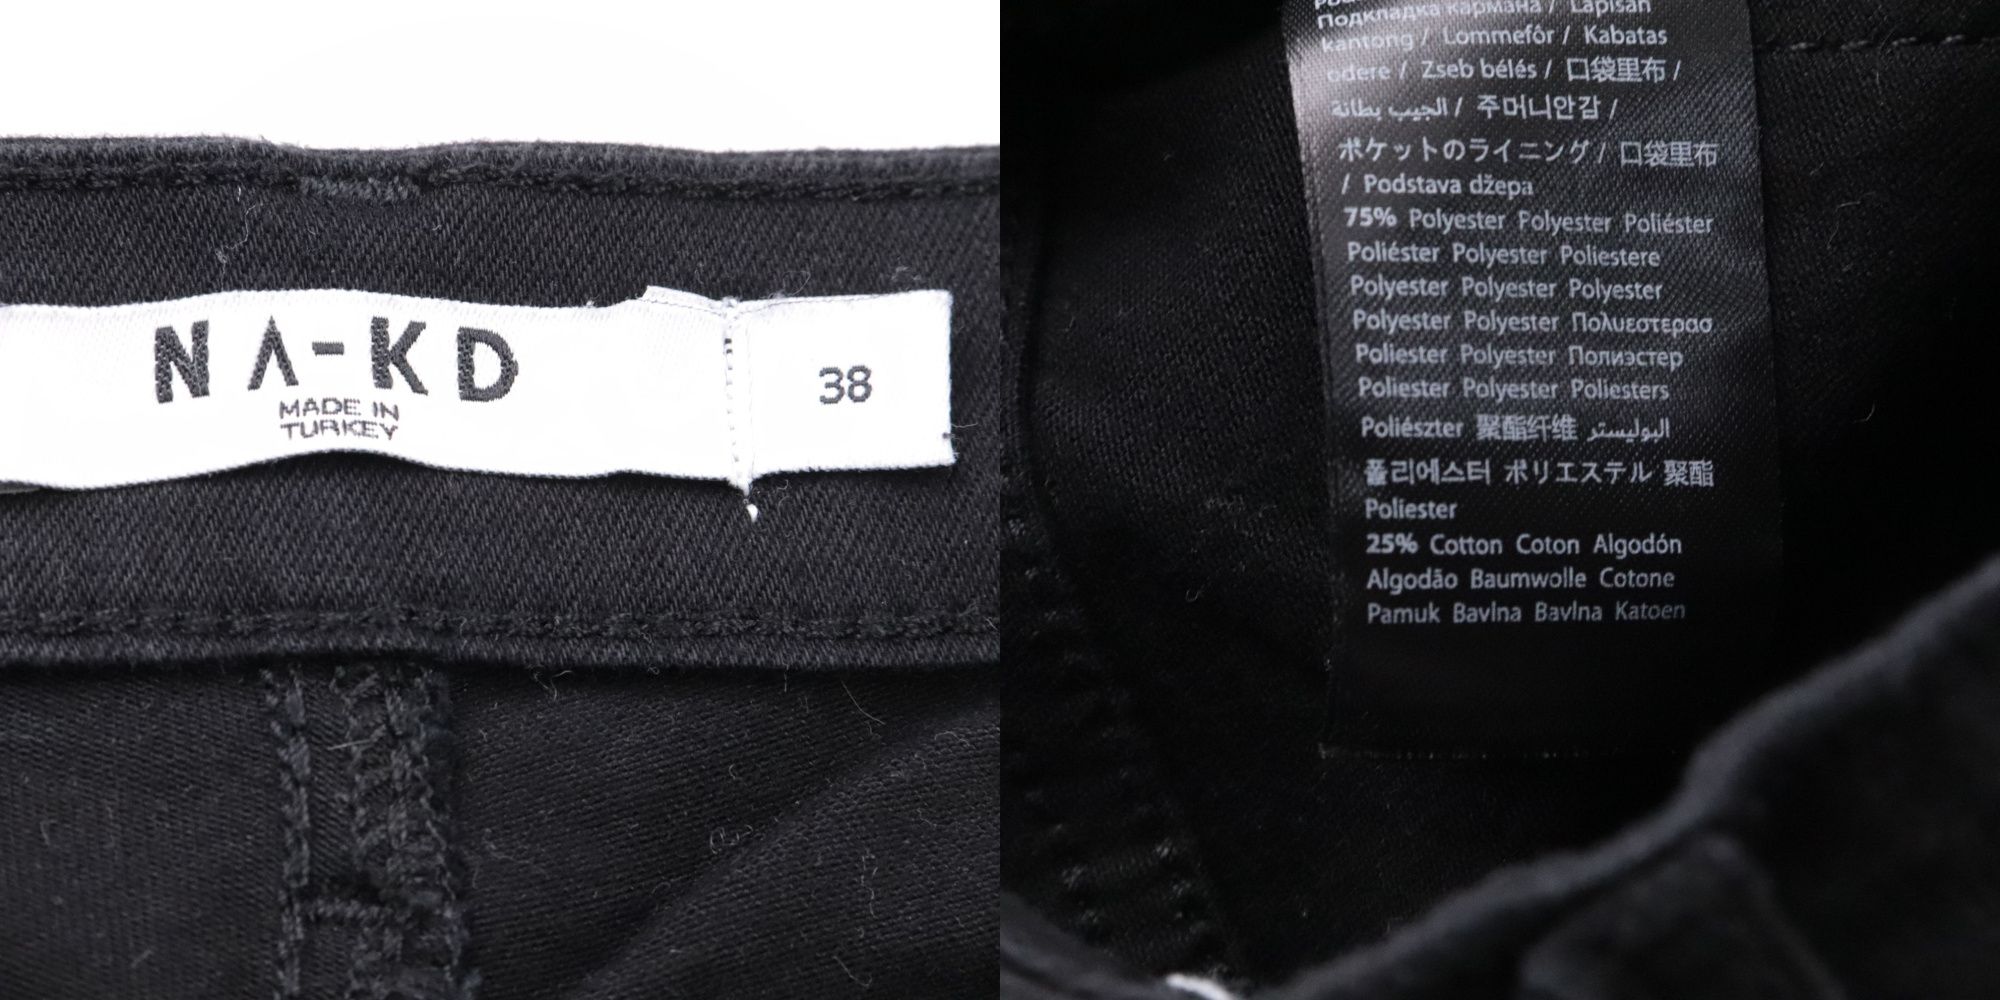 NA-KD
MADE IN
TURKEY
38
Подкладка кармана / Lapisan
kantong / Lommefôr / Kabatas
odere / Zseb bélés / 口袋里布 /
الجيب بطانة / 주머니안감 /
ポケットのライニング / 口袋里布
/ Podstava džepa
75% Polyester Polyester Poliéster
Poliéster Polyester Poliestere
Polyester Polyester Polyester
Polyester Polyester Πολυεστερασ
Poliester Polyester Полиэстер
Poliester Polyester Poliesters
Poliészter 聚酯纤维 البوليستر
폴리에스터 ポリエステル 聚酯
Poliester
25% Cotton Coton Algodón
Algodão Baumwolle Cotone
Pamuk Bavlna Bavlna Katoen